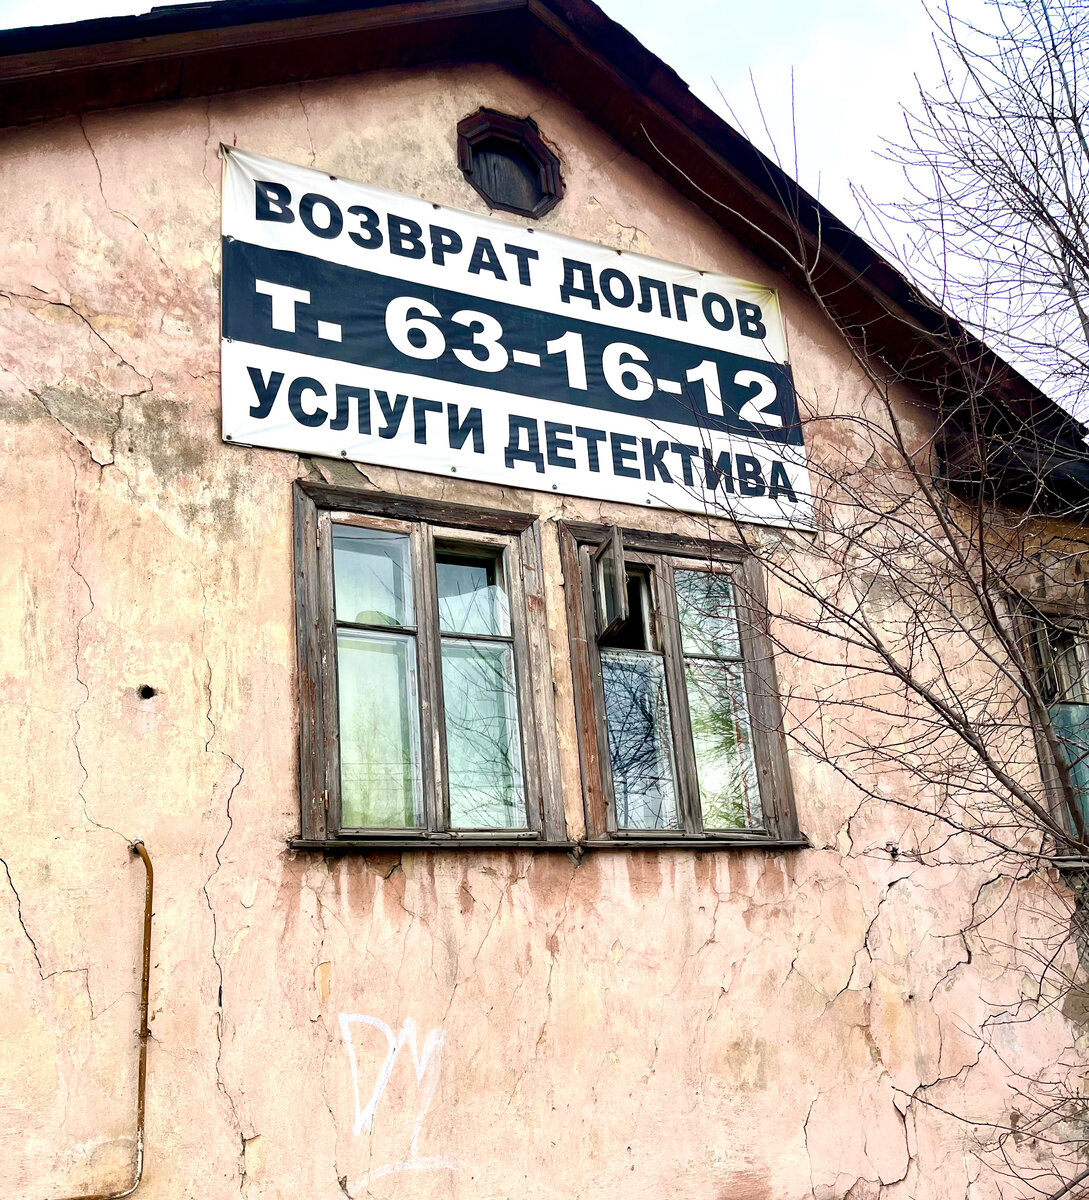 ВОЗВРАТ ДОЛГОВ
т. 63-16-12
УСЛУГИ ДЕТЕКТИВА